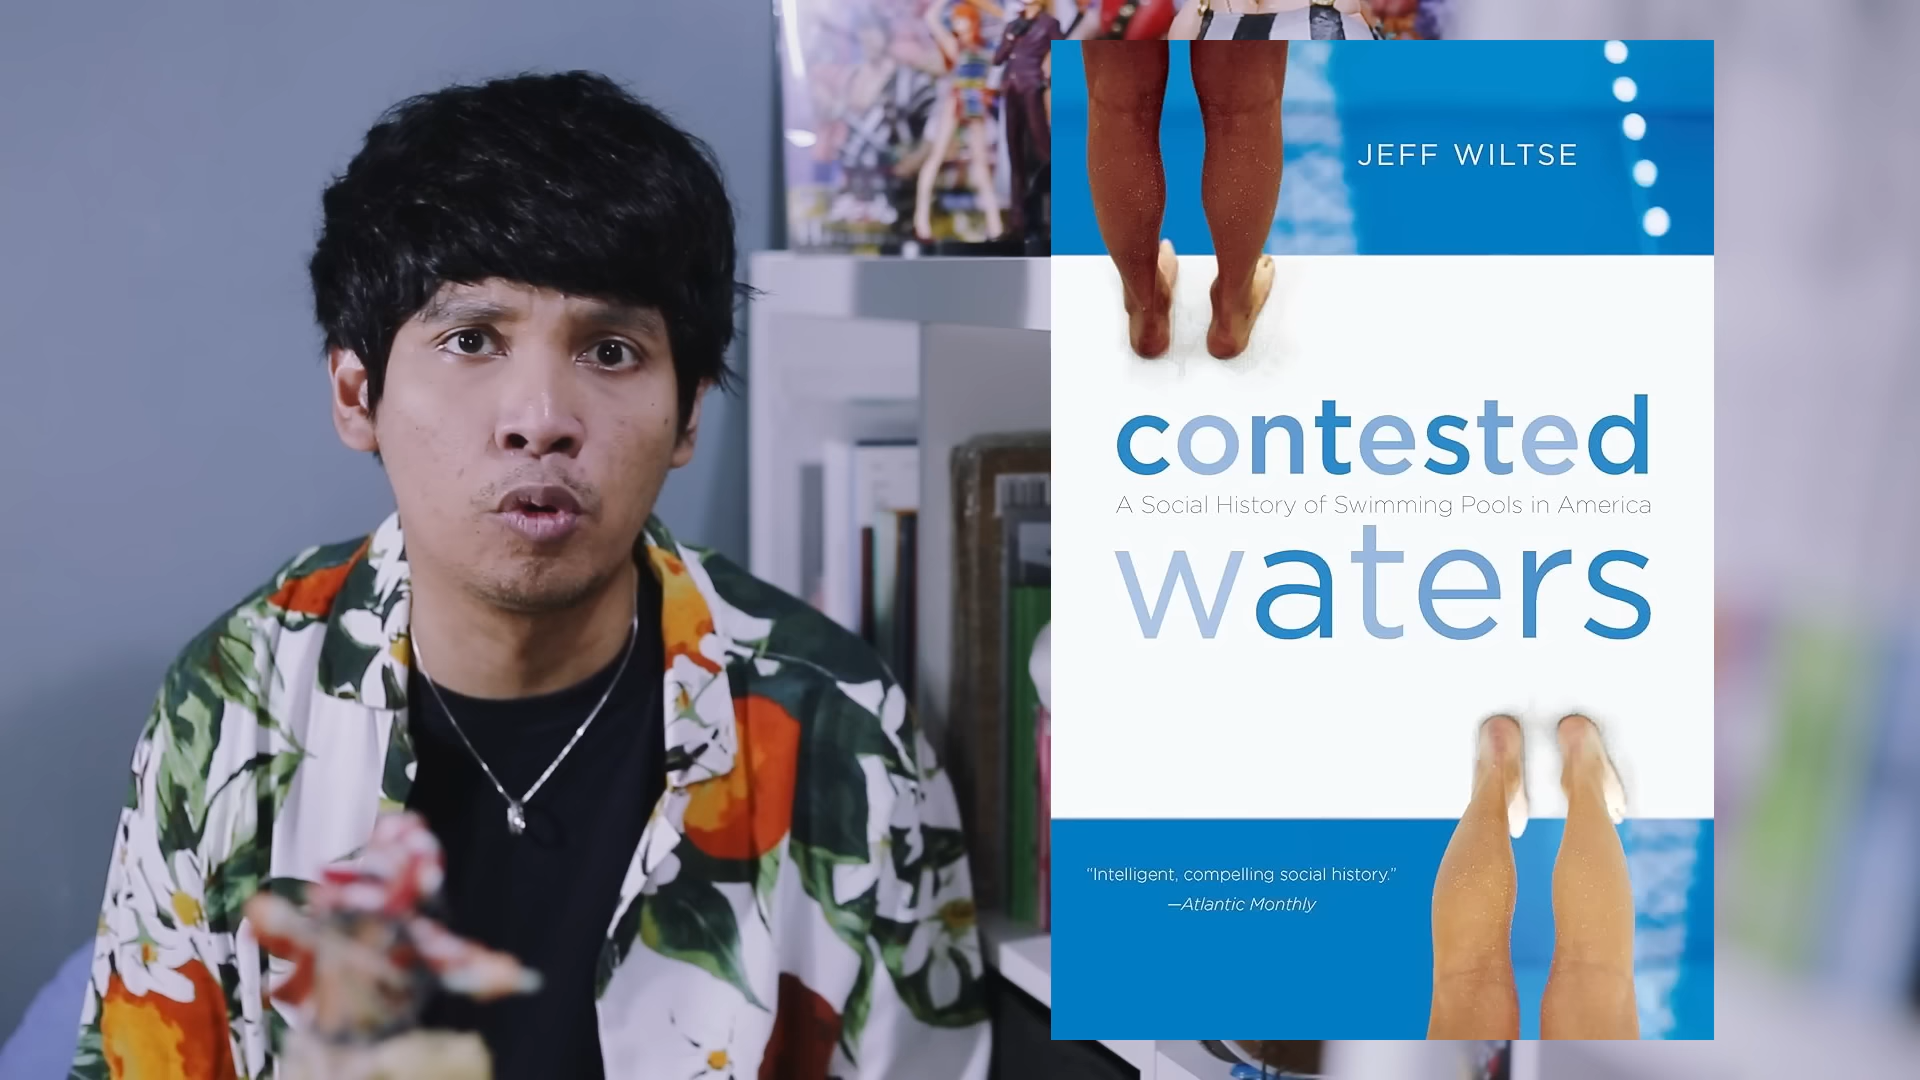 JEFF WILTSE
contested
A Social History of Swimming Pools in America
waters
“Intelligent, compelling social history.”
—Atlantic Monthly